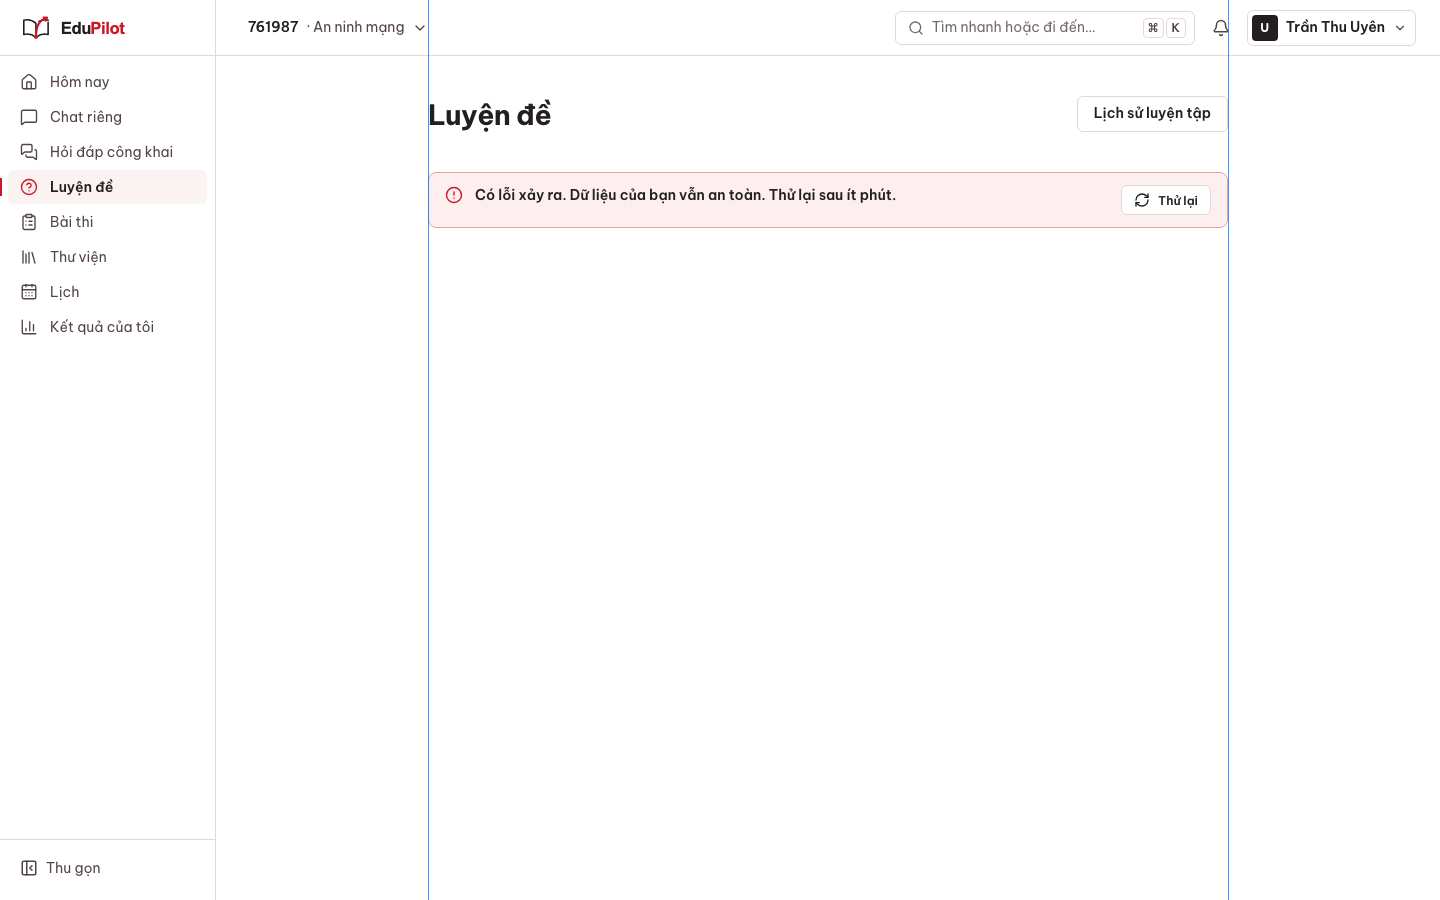 EduPilot
761987 · An ninh mạng
Tìm nhanh hoặc đi đến...
⌘ K
U
Trần Thu Uyên
Hôm nay
Chat riêng
Hỏi đáp công khai
Luyện đề
Bài thi
Thư viện
Lịch
Kết quả của tôi
Thu gọn
Luyện đề
Lịch sử luyện tập
Có lỗi xảy ra. Dữ liệu của bạn vẫn an toàn. Thử lại sau ít phút.
Thử lại